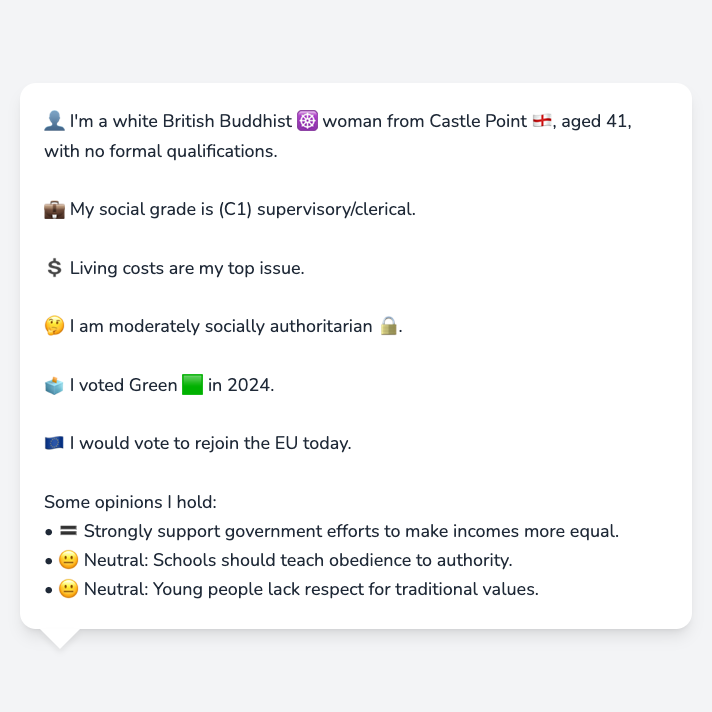 👤 I'm a white British Buddhist ☸️ woman from Castle Point 🏴󠁧󠁢󠁥󠁮󠁧󠁿, aged 41,
with no formal qualifications.
💼 My social grade is (C1) supervisory/clerical.
💲 Living costs are my top issue.
🤔 I am moderately socially authoritarian 🔒.
🗳️ I voted Green 🟩 in 2024.
🇪🇺 I would vote to rejoin the EU today.
Some opinions I hold:
• 🟰 Strongly support government efforts to make incomes more equal.
• 😐 Neutral: Schools should teach obedience to authority.
• 😐 Neutral: Young people lack respect for traditional values.